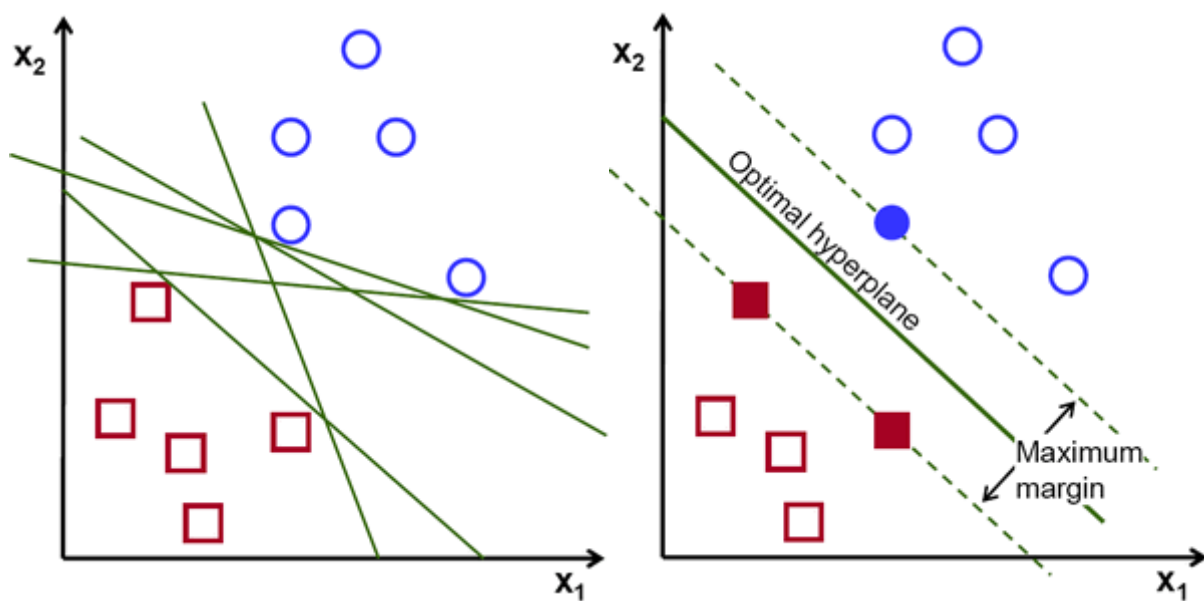 x₂
x₁
x₂
Optimal hyperplane
Maximum
margin
x₁